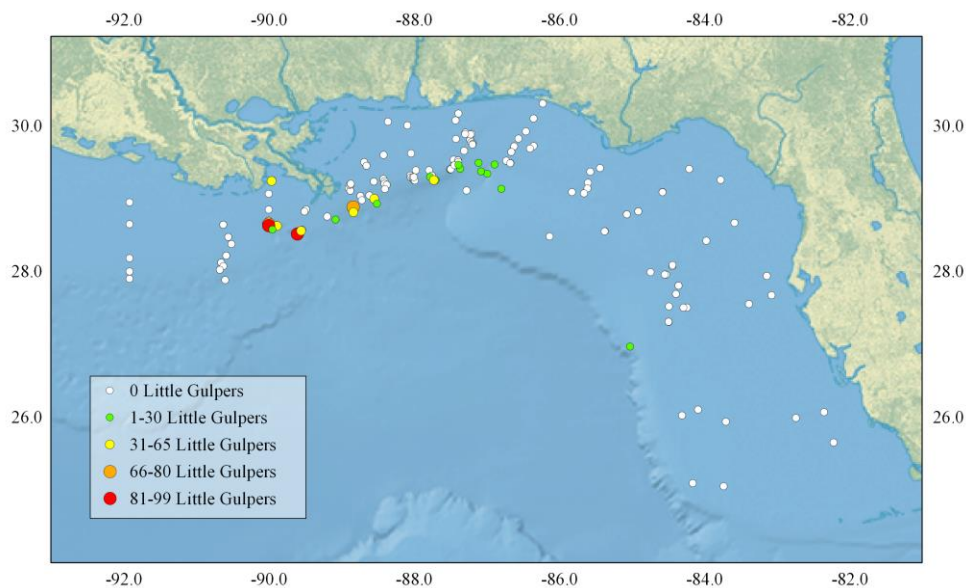 -92.0 -90.0 -88.0 -86.0 -84.0 -82.0
30.0 30.0
28.0 28.0
26.0 26.0
0 Little Gulpers
1-30 Little Gulpers
31-65 Little Gulpers
66-80 Little Gulpers
81-99 Little Gulpers
-92.0 -90.0 -88.0 -86.0 -84.0 -82.0